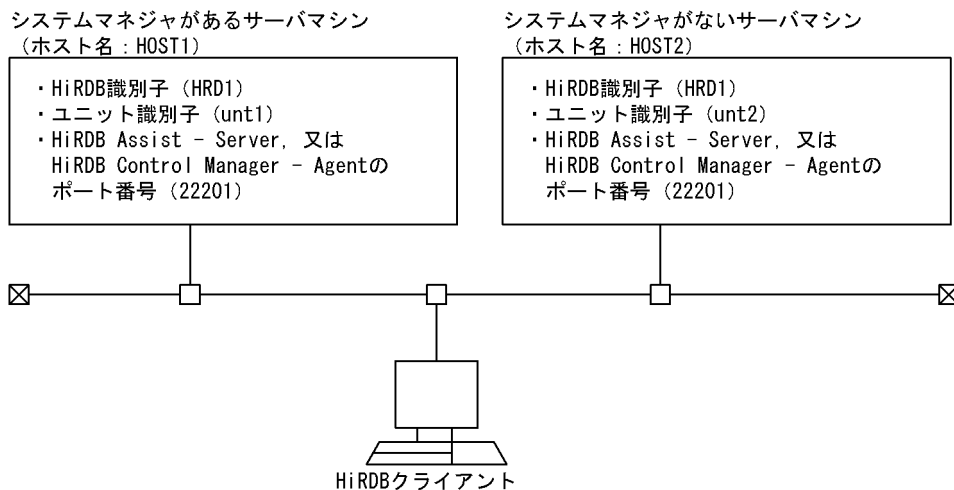 システムマネジャがあるサーバマシン
（ホスト名：HOST1）
・HiRDB識別子（HRD1）
・ユニット識別子（unt1）
・HiRDB Assist － Server，又は
HiRDB Control Manager － Agentの
ポート番号（22201）
システムマネジャがないサーバマシン
（ホスト名：HOST2）
・HiRDB識別子（HRD1）
・ユニット識別子（unt2）
・HiRDB Assist － Server，又は
HiRDB Control Manager － Agentの
ポート番号（22201）
HiRDBクライアント